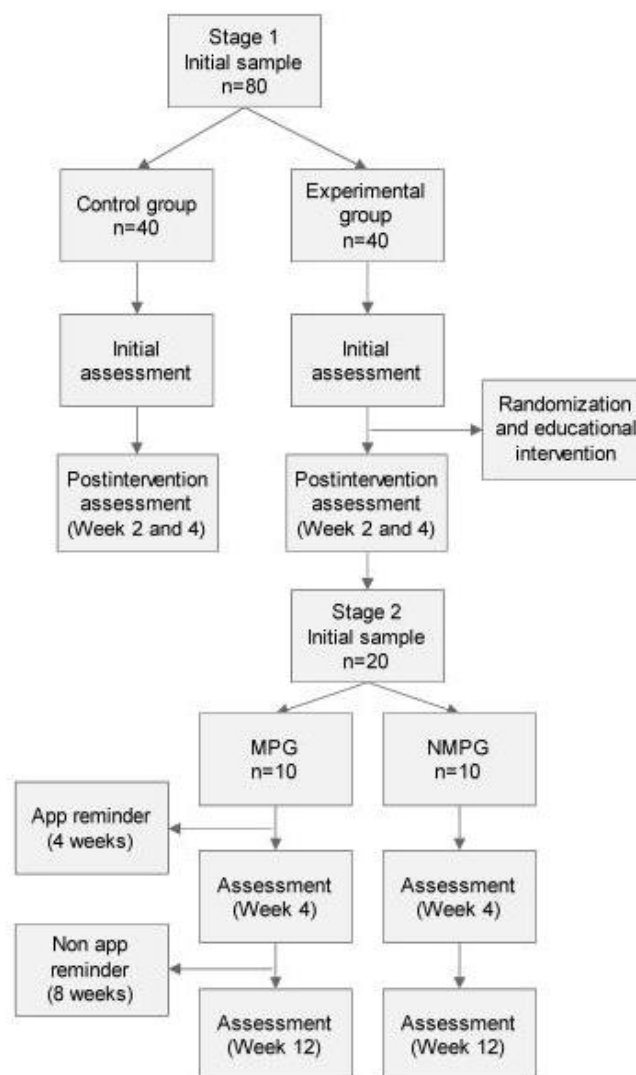 Stage 1
Initial sample
n=80
Control group
n=40
Experimental
group
n=40
Initial
assessment
Initial
assessment
Randomization
and educational
intervention
Postintervention
assessment
(Week 2 and 4)
Postintervention
assessment
(Week 2 and 4)
Stage 2
Initial sample
n=20
MPG
n=10
NMPG
n=10
App reminder
(4 weeks)
Assessment
(Week 4)
Assessment
(Week 4)
Non app
reminder
(8 weeks)
Assessment
(Week 12)
Assessment
(Week 12)